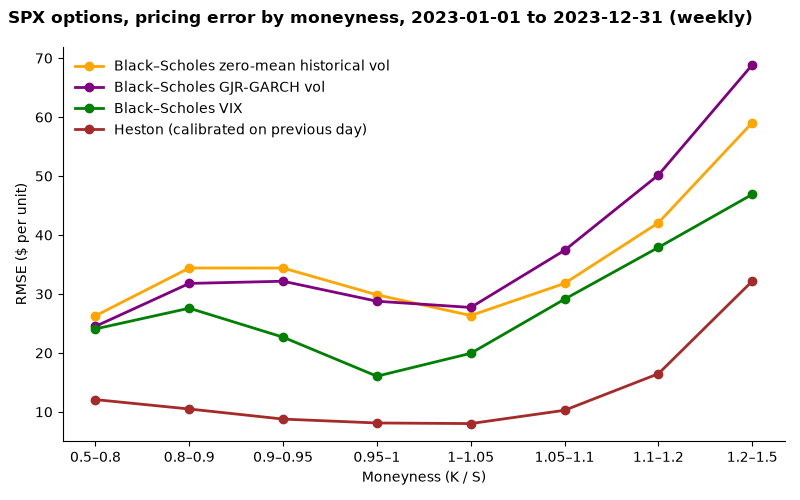 SPX options, pricing error by moneyness, 2023-01-01 to 2023-12-31 (weekly)
Black–Scholes zero-mean historical vol
Black–Scholes GJR-GARCH vol
Black–Scholes VIX
Heston (calibrated on previous day)
RMSE ($ per unit)
70
60
50
40
30
20
10
0.5–0.8 0.8–0.9 0.9–0.95 0.95–1 1–1.05 1.05–1.1 1.1–1.2 1.2–1.5
Moneyness (K / S)